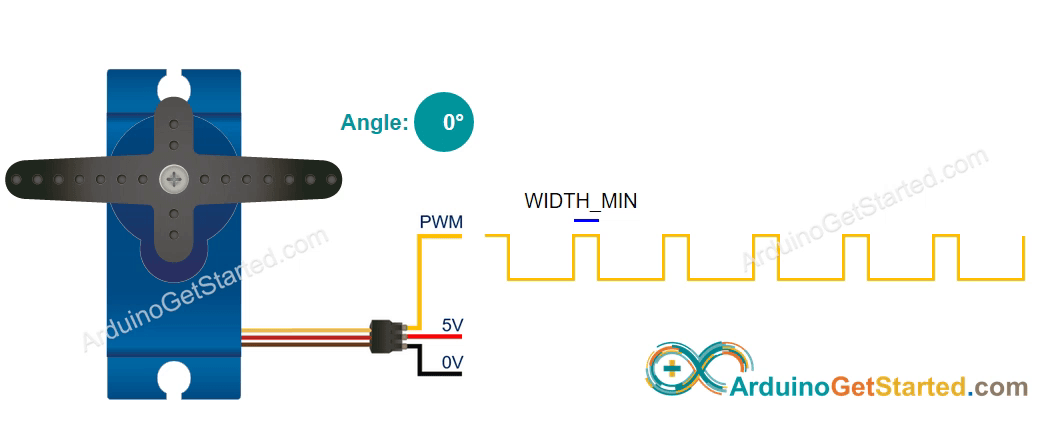 Angle: 0°
WIDTH_MIN
PWM
5V
0V
ArduinoGetStarted.com
ArduinoGetStarted.com
ArduinoGetStarted.com